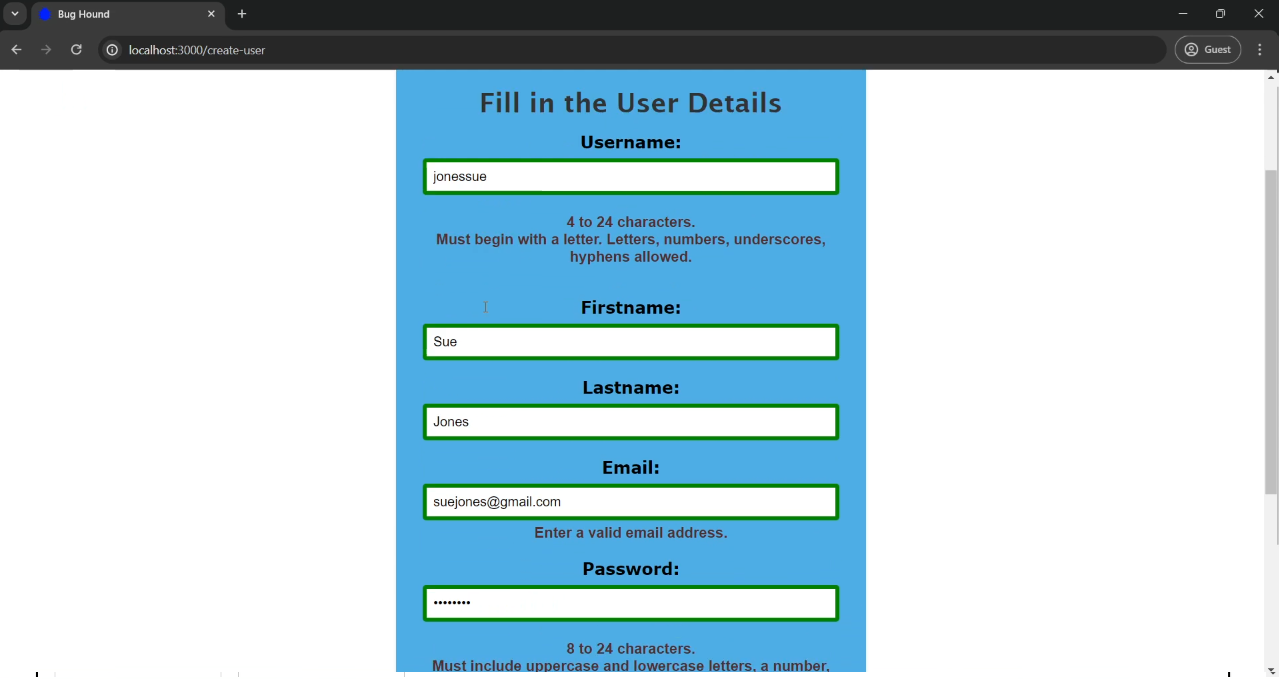 Bug Hound
localhost:3000/create-user
Guest
Fill in the User Details
Username:
jonessue
4 to 24 characters.
Must begin with a letter. Letters, numbers, underscores,
hyphens allowed.
Firstname:
Sue
Lastname:
Jones
Email:
suejones@gmail.com
Enter a valid email address.
Password:
••••••••
8 to 24 characters.
Must include uppercase and lowercase letters, a number,